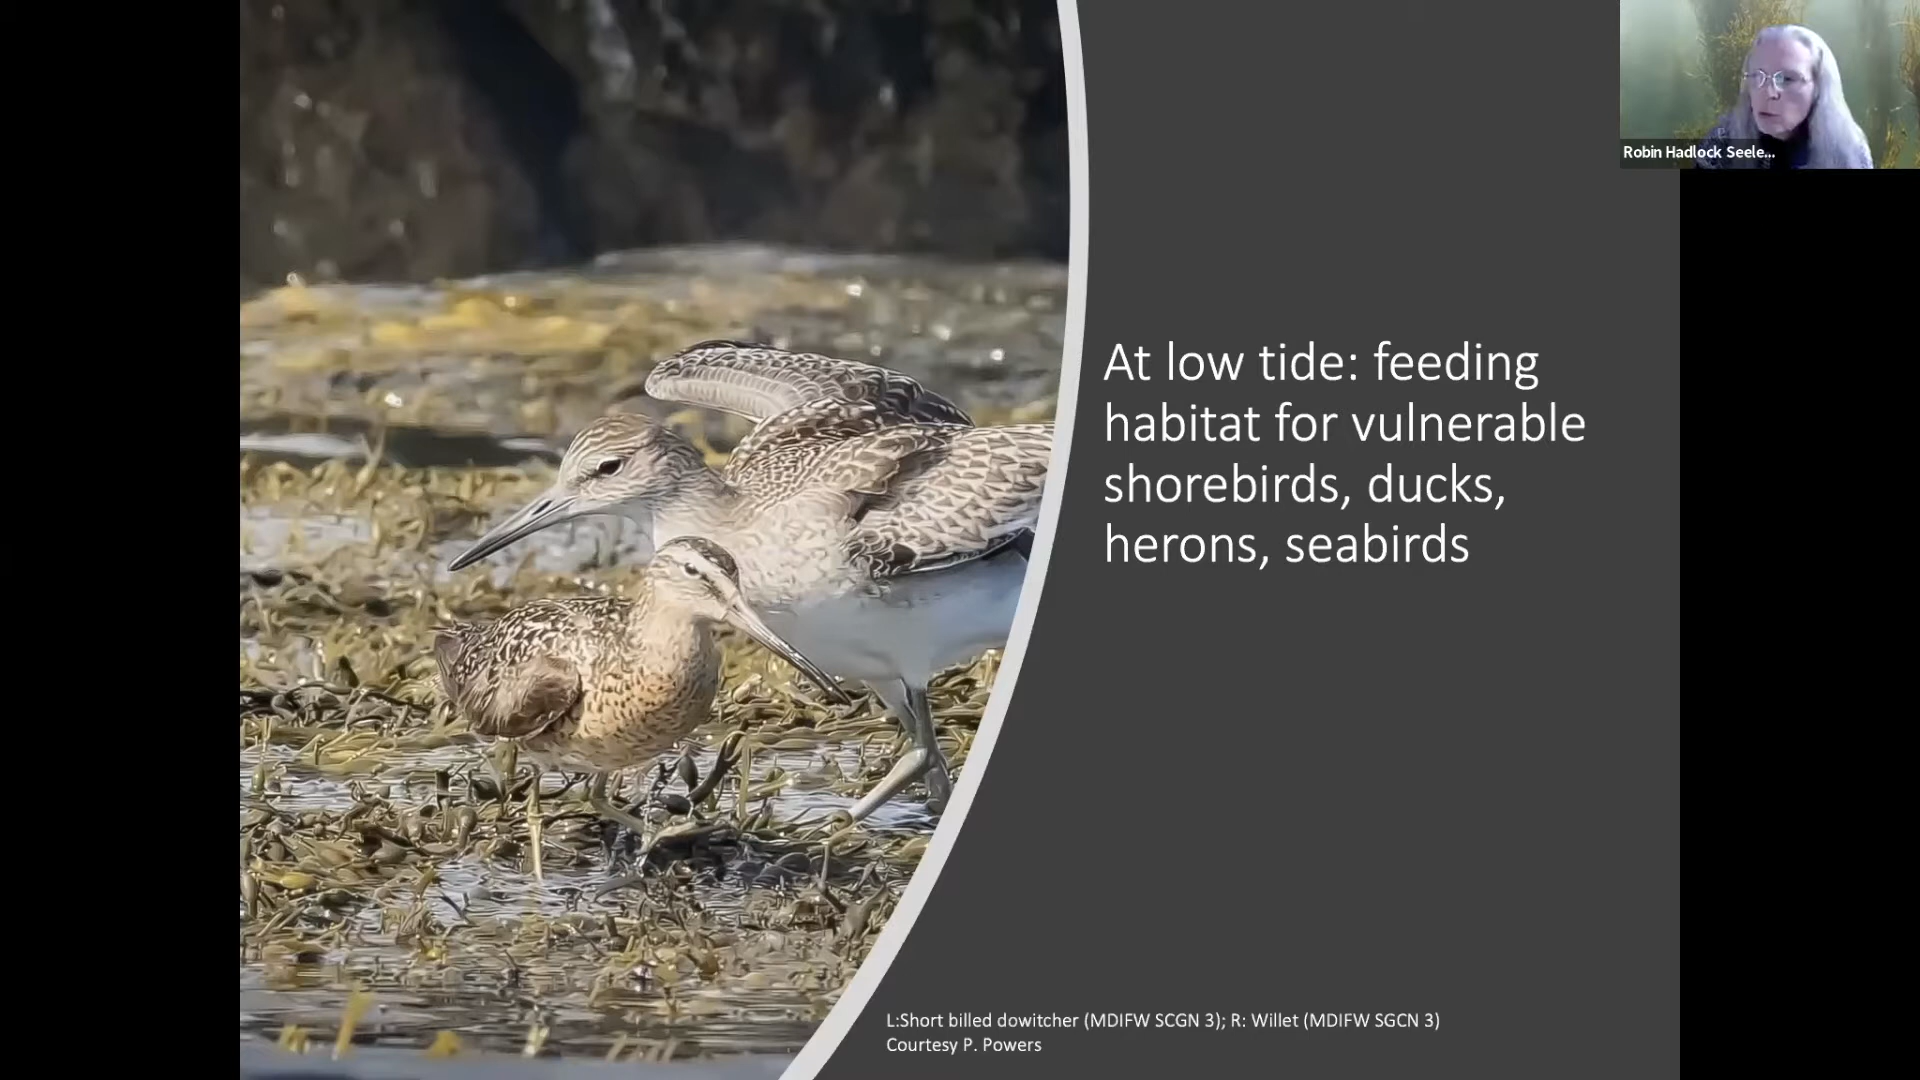 Robin Hadlock Seele...
At low tide: feeding
habitat for vulnerable
shorebirds, ducks,
herons, seabirds
L:Short billed dowitcher (MDIFW SCGN 3); R: Willet (MDIFW SGCN 3)
Courtesy P. Powers